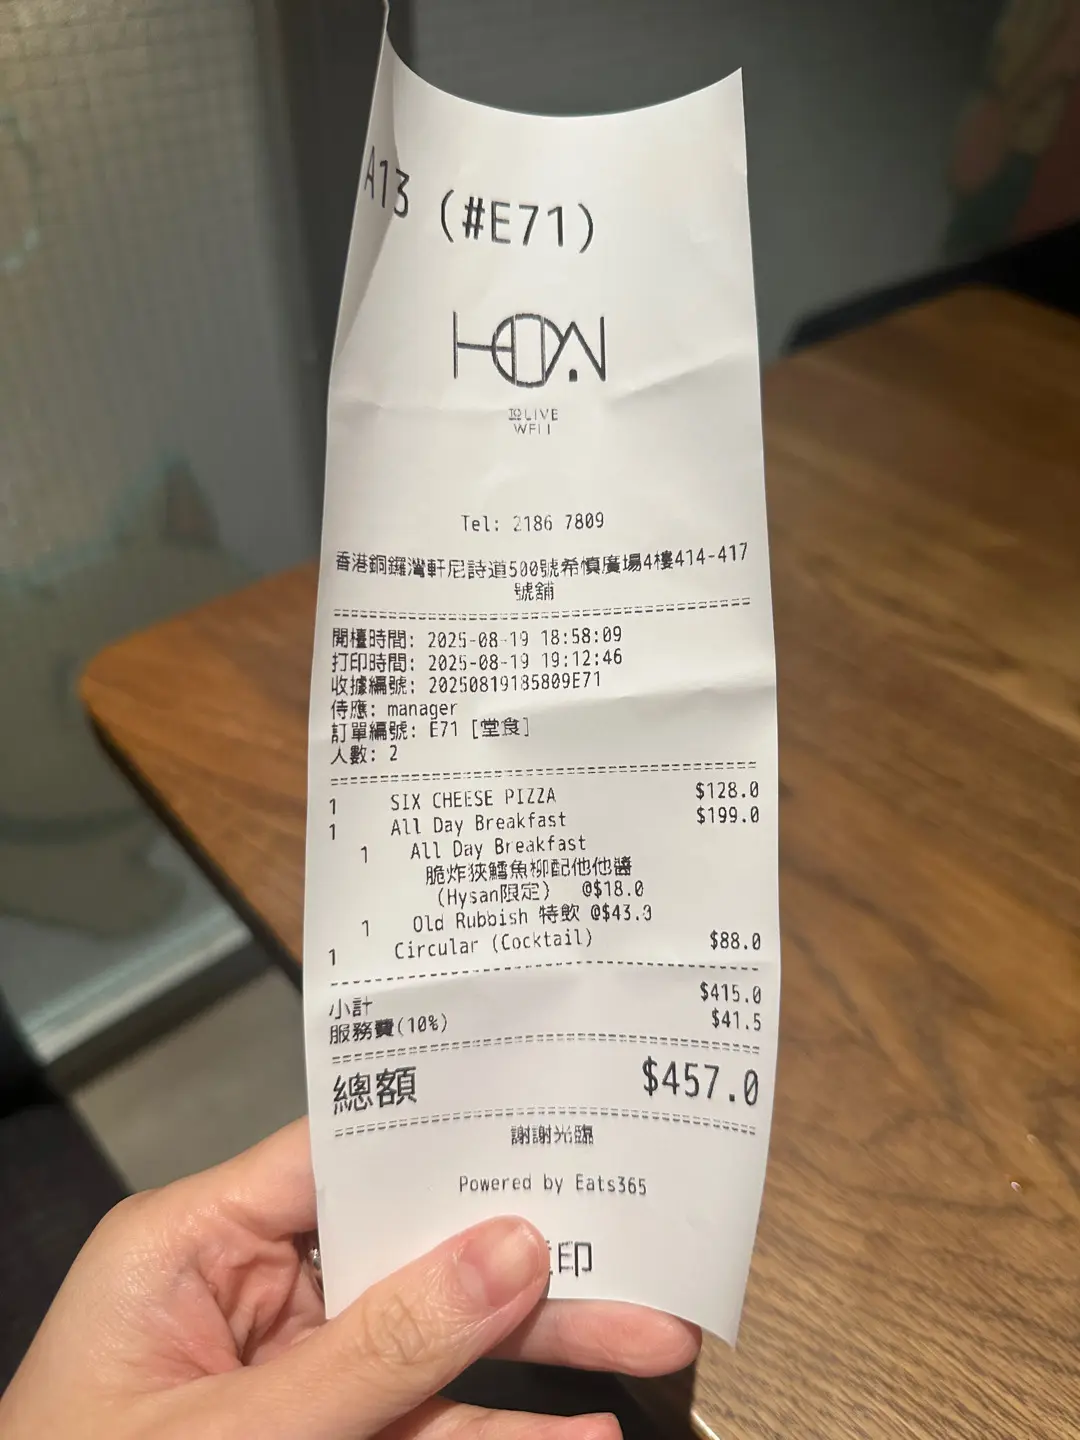 A13 (#E71)
HOW
TO LIVE
WELL
Tel: 2186 7809
香港銅鑼灣軒尼詩道500號希慎廣場4樓414-417
號舖
開檯時間: 2025-08-19 18:58:09
打印時間: 2025-08-19 19:12:46
收據編號: 20250819185809E71
侍應: manager
訂單編號: E71 [堂食]
人數: 2
1 SIX CHEESE PIZZA $128.0
1 All Day Breakfast $199.0
1 All Day Breakfast
脆炸狹鱈魚柳配他他醬
(Hysan限定) @$18.0
1 Old Rubbish 特飲 @$43.0
1 Circular (Cocktail) $88.0
小計 $415.0
服務費(10%) $41.5
總額 $457.0
謝謝光臨
Powered by Eats365
印